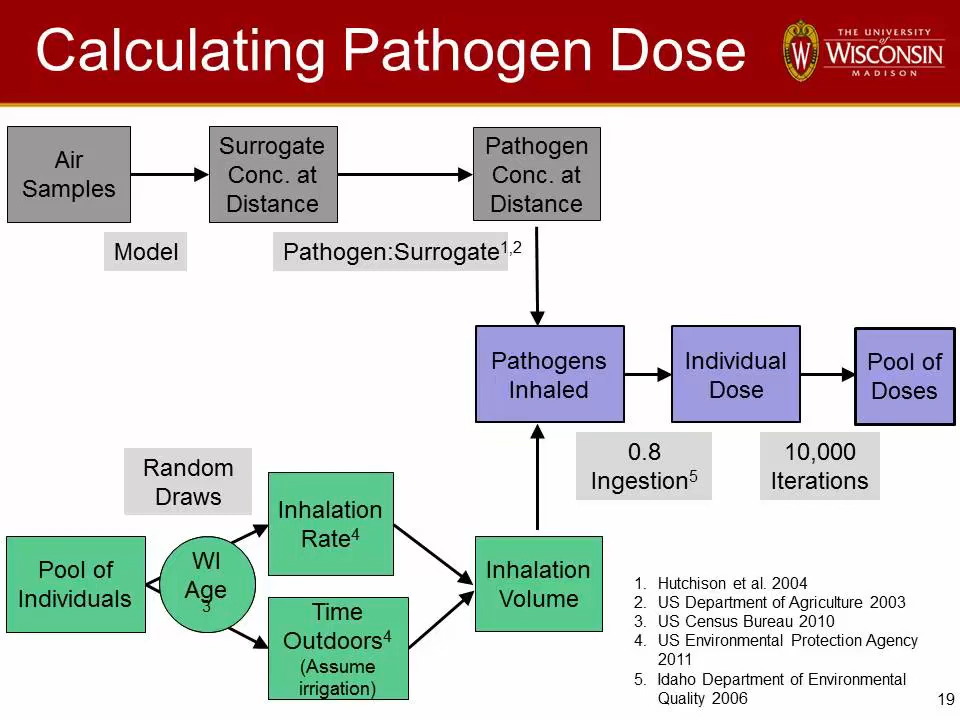 Calculating Pathogen Dose
THE UNIVERSITY
of
WISCONSIN
MADISON
Air
Samples
Surrogate
Conc. at
Distance
Pathogen
Conc. at
Distance
Model
Pathogen:Surrogate1,2
Pathogens
Inhaled
Individual
Dose
Pool of
Doses
0.8
Ingestion5
10,000
Iterations
Random
Draws
Inhalation
Rate4
Pool of
Individuals
WI
Age
3
Time
Outdoors4
(Assume
irrigation)
Inhalation
Volume
1. Hutchison et al. 2004
2. US Department of Agriculture 2003
3. US Census Bureau 2010
4. US Environmental Protection Agency
2011
5. Idaho Department of Environmental
Quality 2006
19